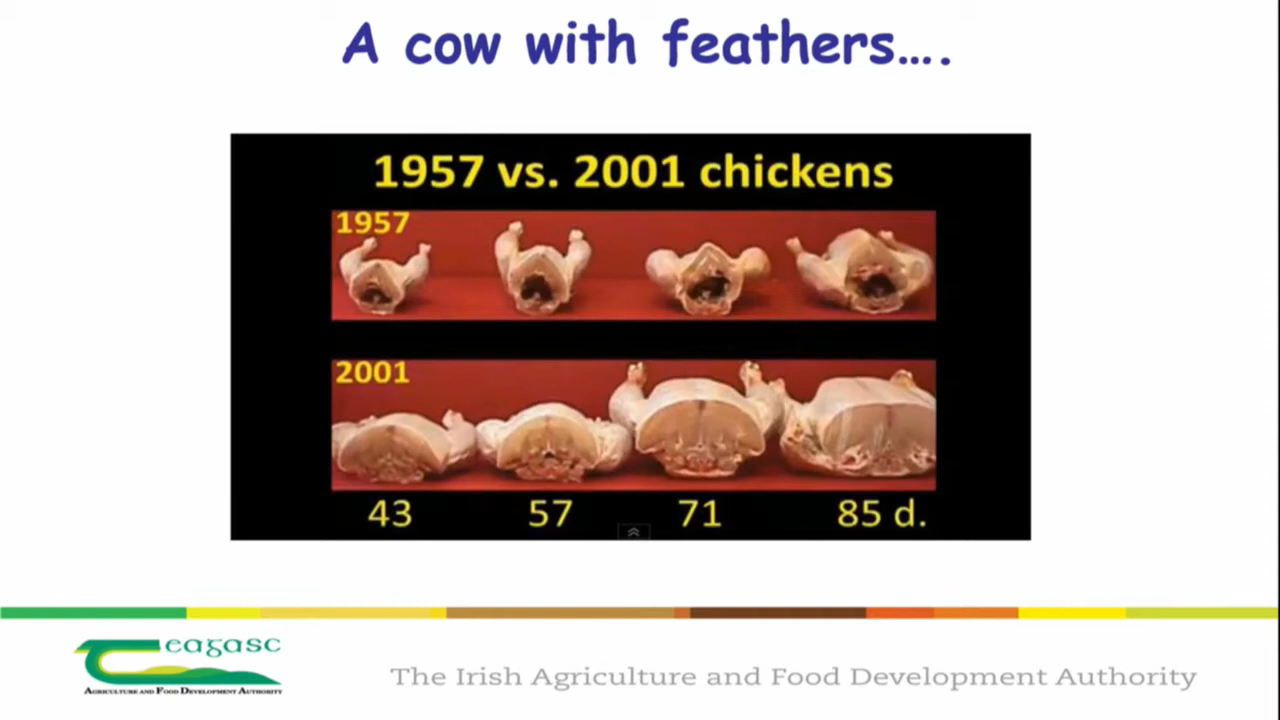 A cow with feathers….
1957 vs. 2001 chickens
1957
2001
43 57 71 85 d.
teagasc
AGRICULTURE AND FOOD DEVELOPMENT AUTHORITY
The Irish Agriculture and Food Development Authority